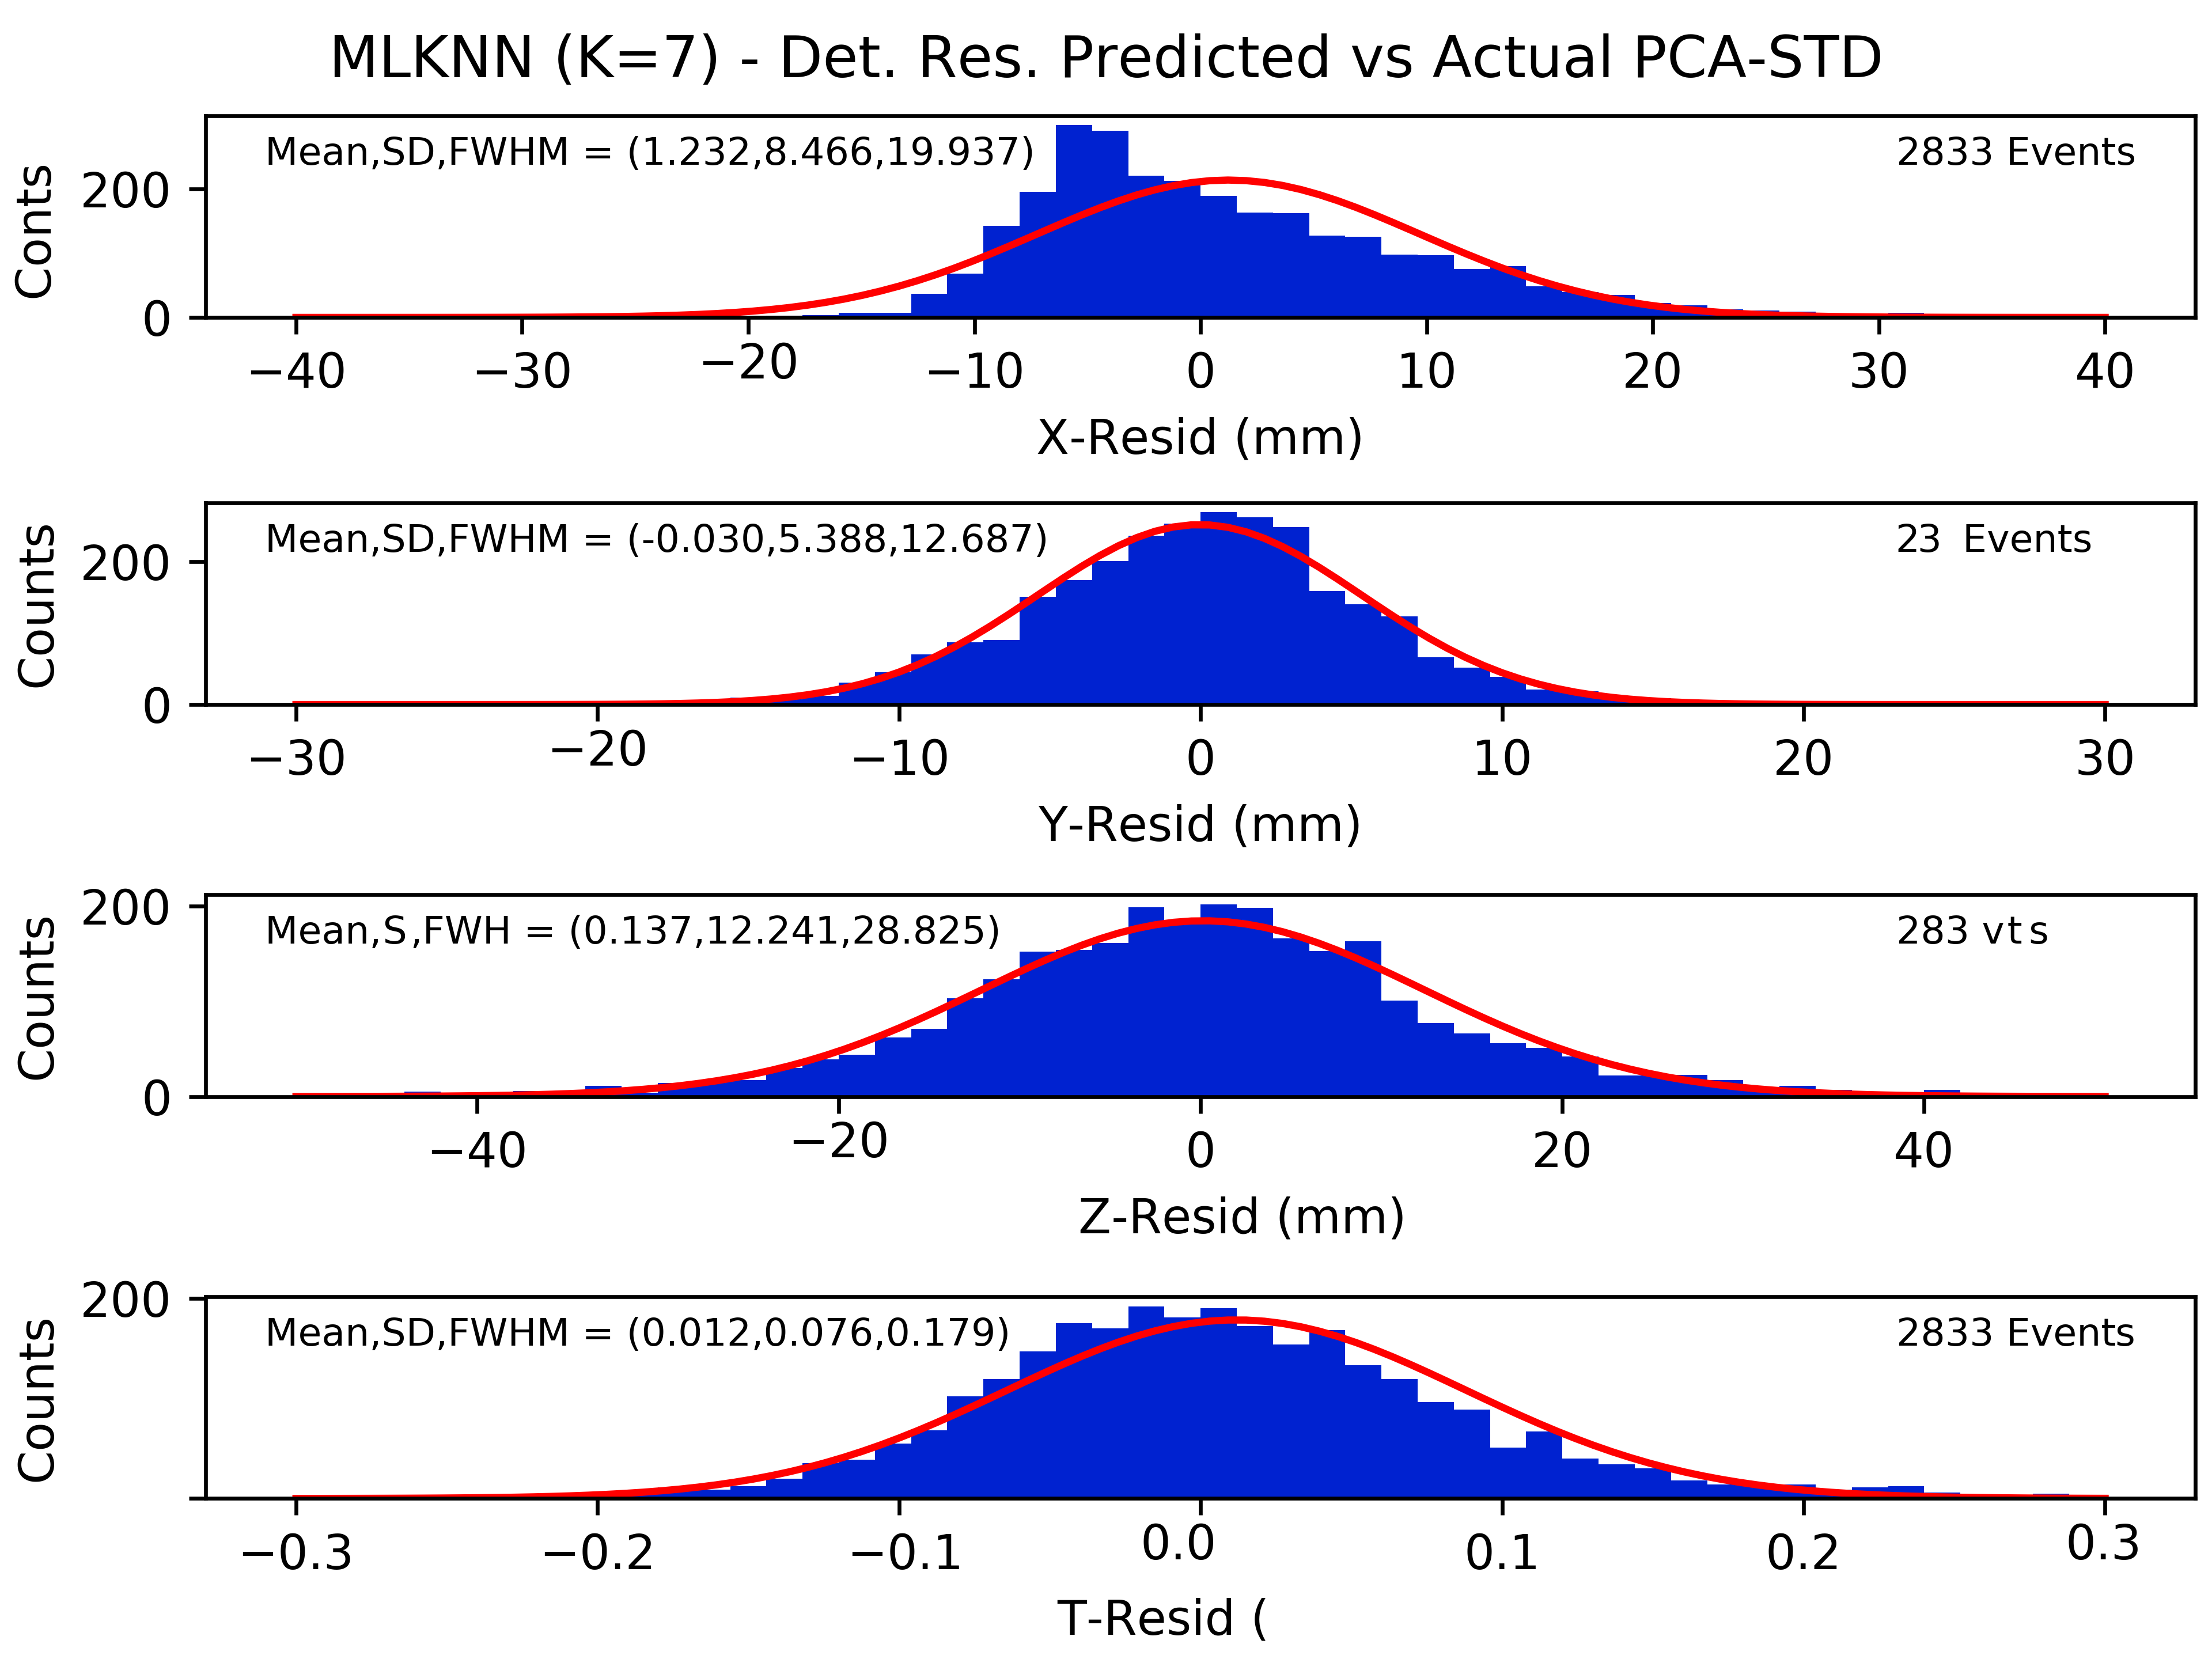 MLKNN (K=7) - Det. Res. Predicted vs Actual PCA-STD
Mean,SD,FWHM = (1.232,8.466,19.937)
2833 Events
Conts
200
0
−40 −30 −20 −10 0 10 20 30 40
X-Resid (mm)
Mean,SD,FWHM = (-0.030,5.388,12.687)
23 Events
Counts
200
0
−30 −20 −10 0 10 20 30
Y-Resid (mm)
Mean,S,FWH = (0.137,12.241,28.825)
283 vt s
Counts
200
0
−40 −20 0 20 40
Z-Resid (mm)
Mean,SD,FWHM = (0.012,0.076,0.179)
2833 Events
Counts
200
−0.3 −0.2 −0.1 0.0 0.1 0.2 0.3
T-Resid (